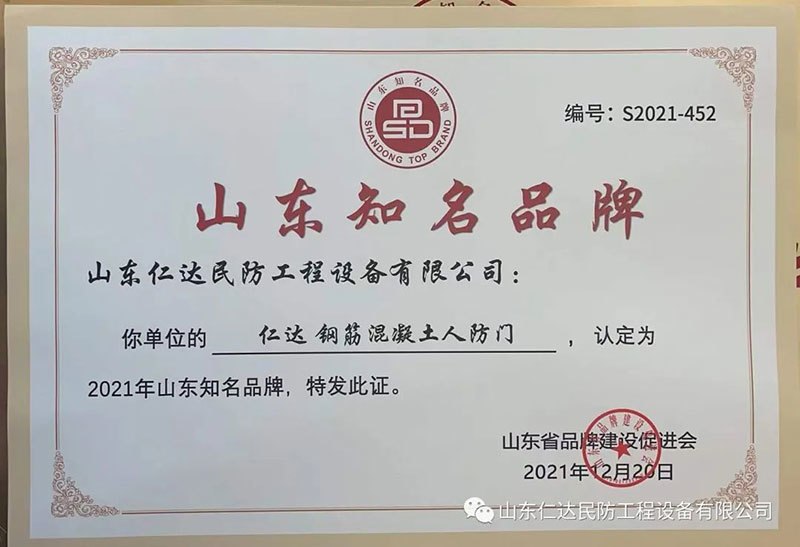 山东知名品牌
SHANDONG TOP BRAND
编号：S2021-452
山东知名品牌
山东仁达民防工程设备有限公司：
你单位的 仁达 钢筋混凝土人防门 ， 认定为
2021年山东知名品牌，特发此证。
山东省品牌建设促进会
2021年12月20日
山东仁达民防工程设备有限公司